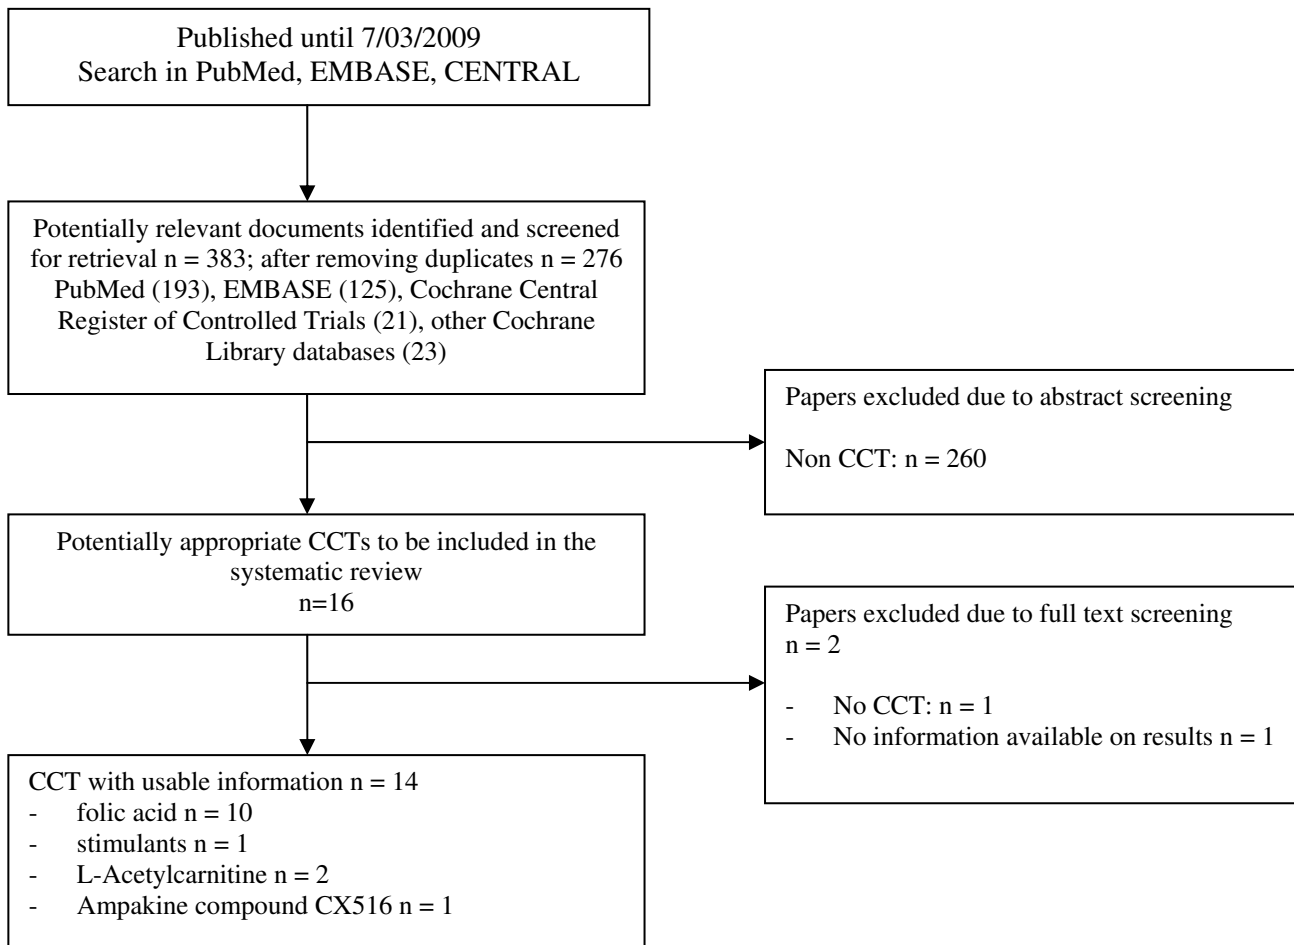 Published until 7/03/2009
Search in PubMed, EMBASE, CENTRAL
Potentially relevant documents identified and screened
for retrieval n = 383; after removing duplicates n = 276
PubMed (193), EMBASE (125), Cochrane Central
Register of Controlled Trials (21), other Cochrane
Library databases (23)
Papers excluded due to abstract screening
Non CCT: n = 260
Potentially appropriate CCTs to be included in the
systematic review
n=16
Papers excluded due to full text screening
n = 2
- No CCT: n = 1
- No information available on results n = 1
CCT with usable information n = 14
- folic acid n = 10
- stimulants n = 1
- L-Acetylcarnitine n = 2
- Ampakine compound CX516 n = 1